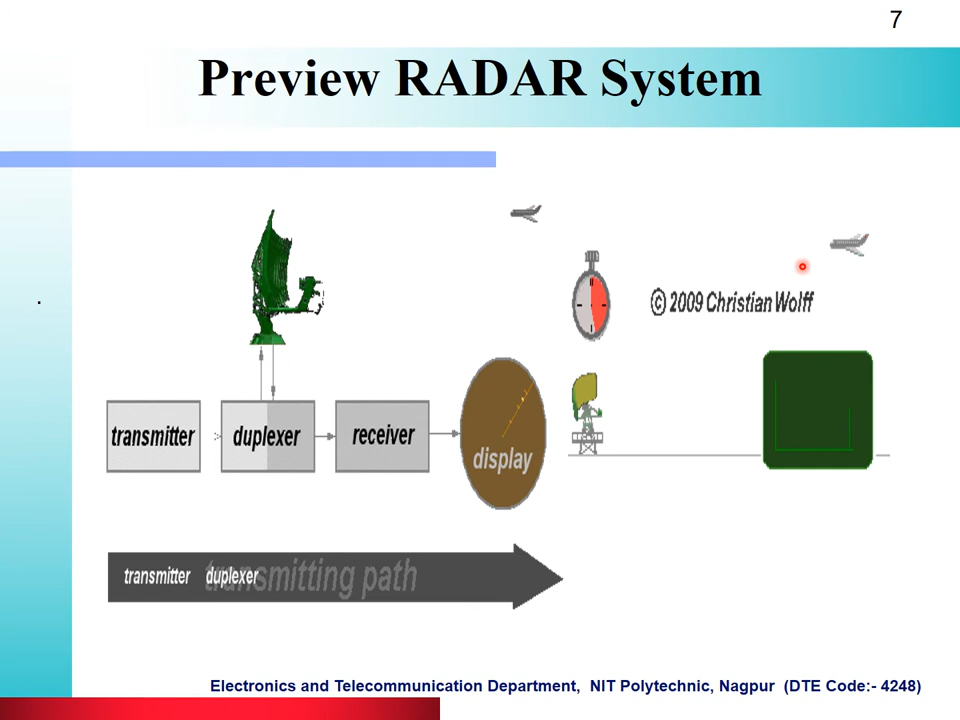 7
Preview RADAR System
.
© 2009 Christian Wolff
transmitter
duplexer
receiver
display
transmitting path
transmitter duplexer
Electronics and Telecommunication Department, NIT Polytechnic, Nagpur (DTE Code:- 4248)